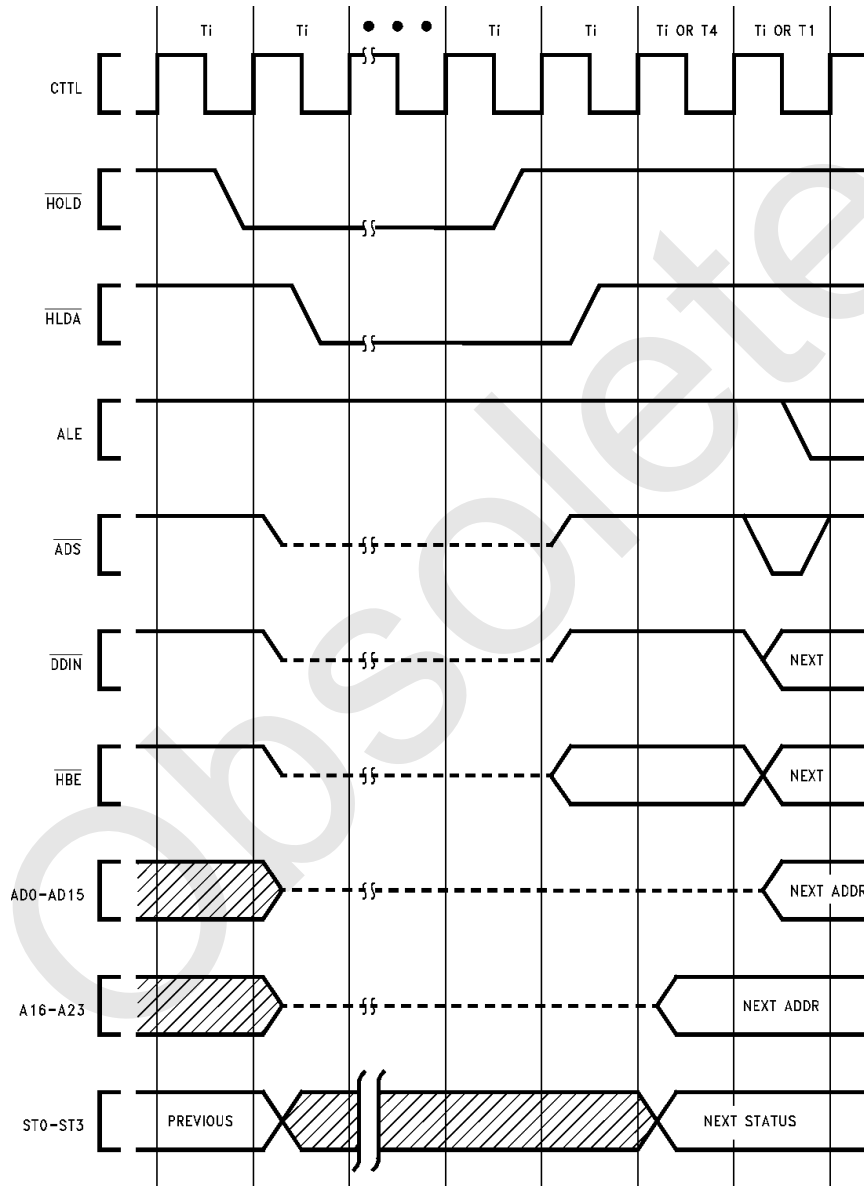 Ti Ti • • • Ti Ti Ti OR T4 Ti OR T1
CTTL
HOLD
HLDA
ALE
ADS
DDIN
NEXT
HBE
NEXT
AD0-AD15
NEXT ADDR
A16-A23
NEXT ADDR
ST0-ST3
PREVIOUS
NEXT STATUS
Obsolete